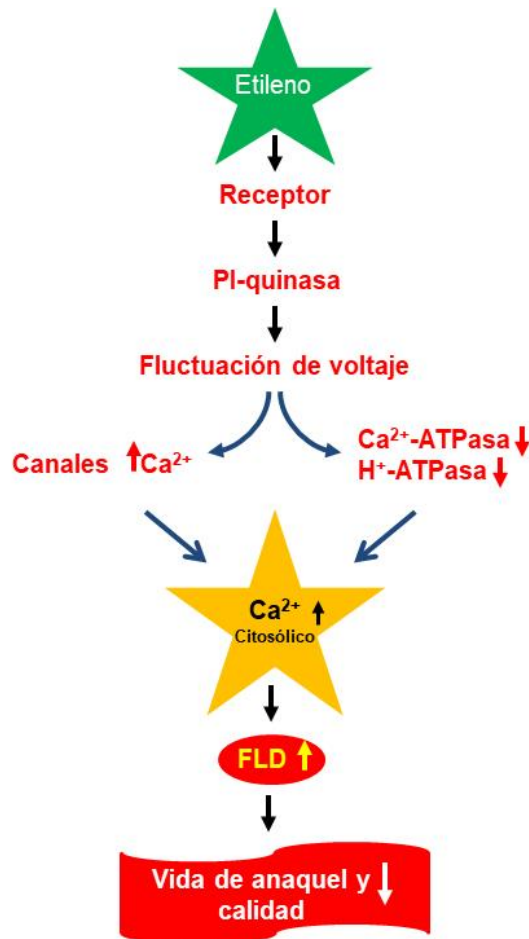 Etileno
Receptor
PI-quinasa
Fluctuación de voltaje
Canales ↑Ca²⁺
Ca²⁺-ATPasa↓
H⁺-ATPasa↓
Ca²⁺ ↑
Citosólico
FLD ↑
Vida de anaquel y ↓
calidad